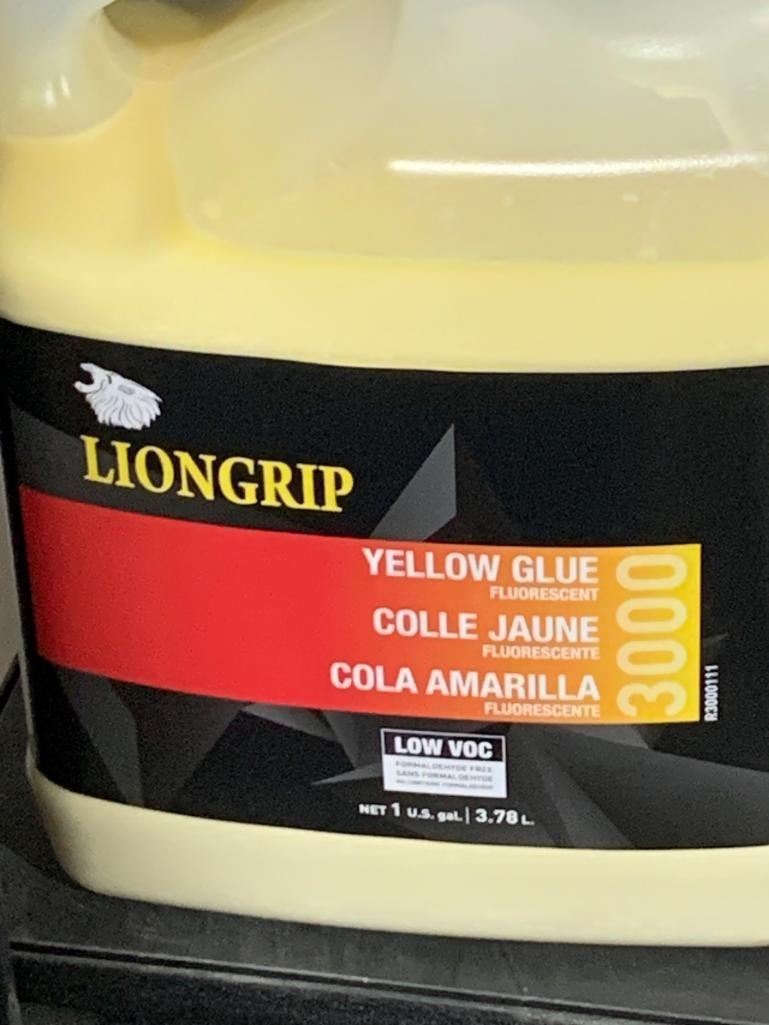 LIONGRIP
YELLOW GLUE
FLUORESCENT
COLLE JAUNE
FLUORESCENTE
COLA AMARILLA
FLUORESCENTE
3000
R3000111
LOW VOC
FORMALDEHYDE FREE
SANS FORMALDEHYDE
NET 1 U.S. gal. | 3.78 L.